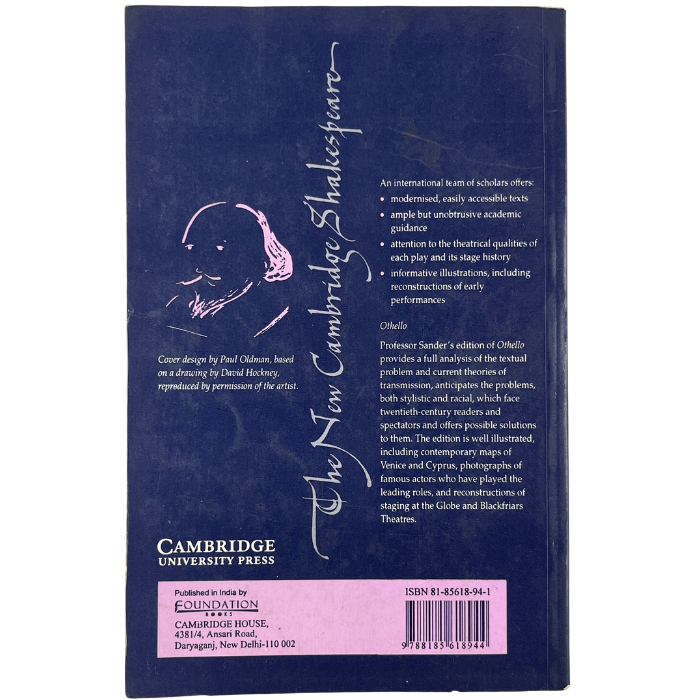 The New Cambridge Shakespeare
An international team of scholars offers:
• modernised, easily accessible texts
• ample but unobtrusive academic
guidance
• attention to the theatrical qualities of
each play and its stage history
• informative illustrations, including
reconstructions of early
performances
Othello
Professor Sander's edition of Othello
provides a full analysis of the textual
problem and current theories of
transmission, anticipates the problems,
both stylistic and racial, which face
twentieth-century readers and
spectators and offers possible solutions
to them. The edition is well illustrated,
including contemporary maps of
Venice and Cyprus, photographs of
famous actors who have played the
leading roles, and reconstructions of
staging at the Globe and Blackfriars
Theatres.
Cover design by Paul Oldman, based
on a drawing by David Hockney,
reproduced by permission of the artist.
CAMBRIDGE
UNIVERSITY PRESS
Published in India by
FOUNDATION
BOOKS
CAMBRIDGE HOUSE,
4381/4, Ansari Road,
Daryaganj, New Delhi-110 002
ISBN 81-85618-94-1
9 788185 618944